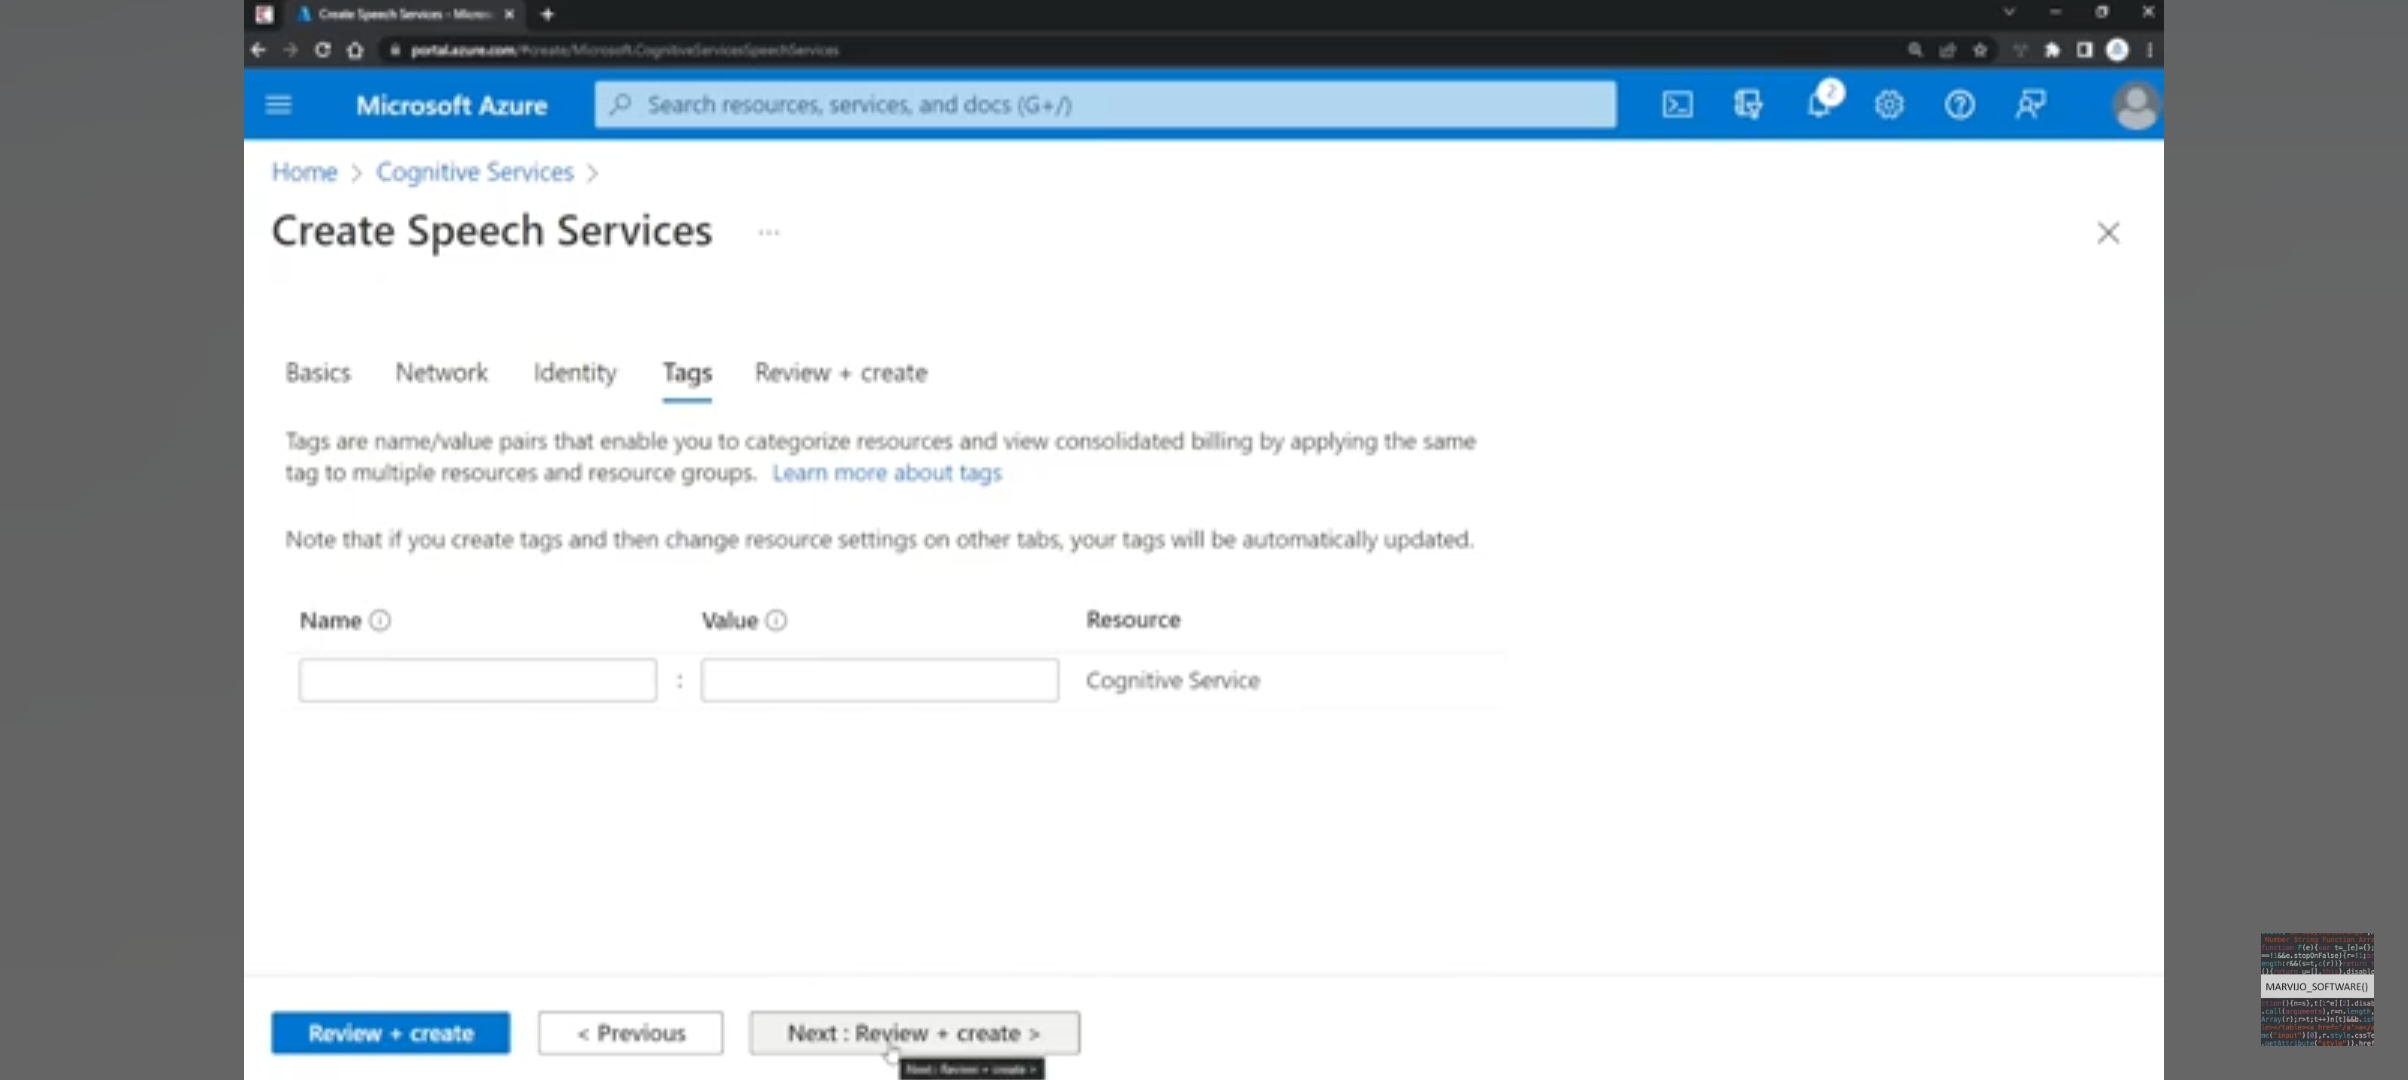 Create Speech Services - Micros
portal.azure.com/#create/Microsoft.CognitiveServicesSpeechServices
Microsoft Azure
Search resources, services, and docs (G+/)
2
Home > Cognitive Services >
Create Speech Services ...
Basics Network Identity Tags Review + create
Tags are name/value pairs that enable you to categorize resources and view consolidated billing by applying the same
tag to multiple resources and resource groups. Learn more about tags
Note that if you create tags and then change resource settings on other tabs, your tags will be automatically updated.
Name Value Resource
: Cognitive Service
Review + create < Previous Next : Review + create >
Next : Review + create >
MARVIJO_SOFTWARE()